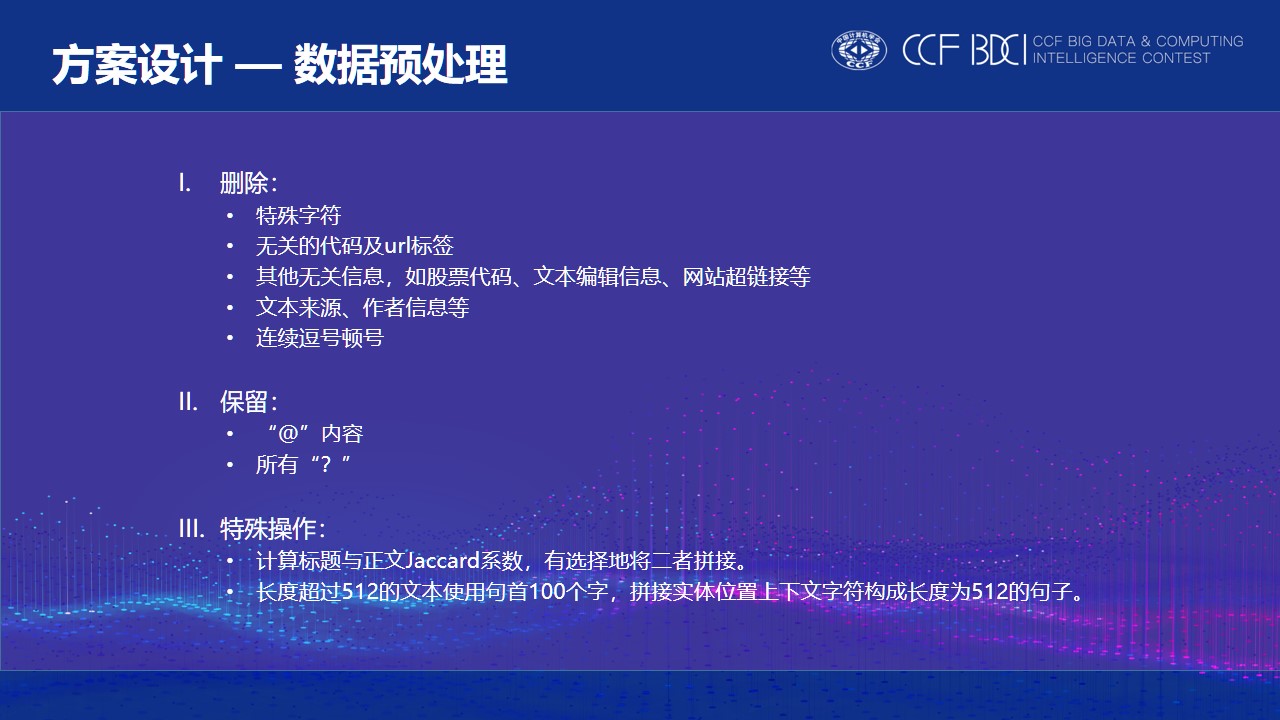 方案设计 — 数据预处理
CCF
CCF BDCI
CCF BIG DATA & COMPUTING
INTELLIGENCE CONTEST
I. 删除：
• 特殊字符
• 无关的代码及url标签
• 其他无关信息，如股票代码、文本编辑信息、网站超链接等
• 文本来源、作者信息等
• 连续逗号顿号
II. 保留：
• “@”内容
• 所有“？”
III. 特殊操作：
• 计算标题与正文Jaccard系数，有选择地将二者拼接。
• 长度超过512的文本使用句首100个字，拼接实体位置上下文字符构成长度为512的句子。